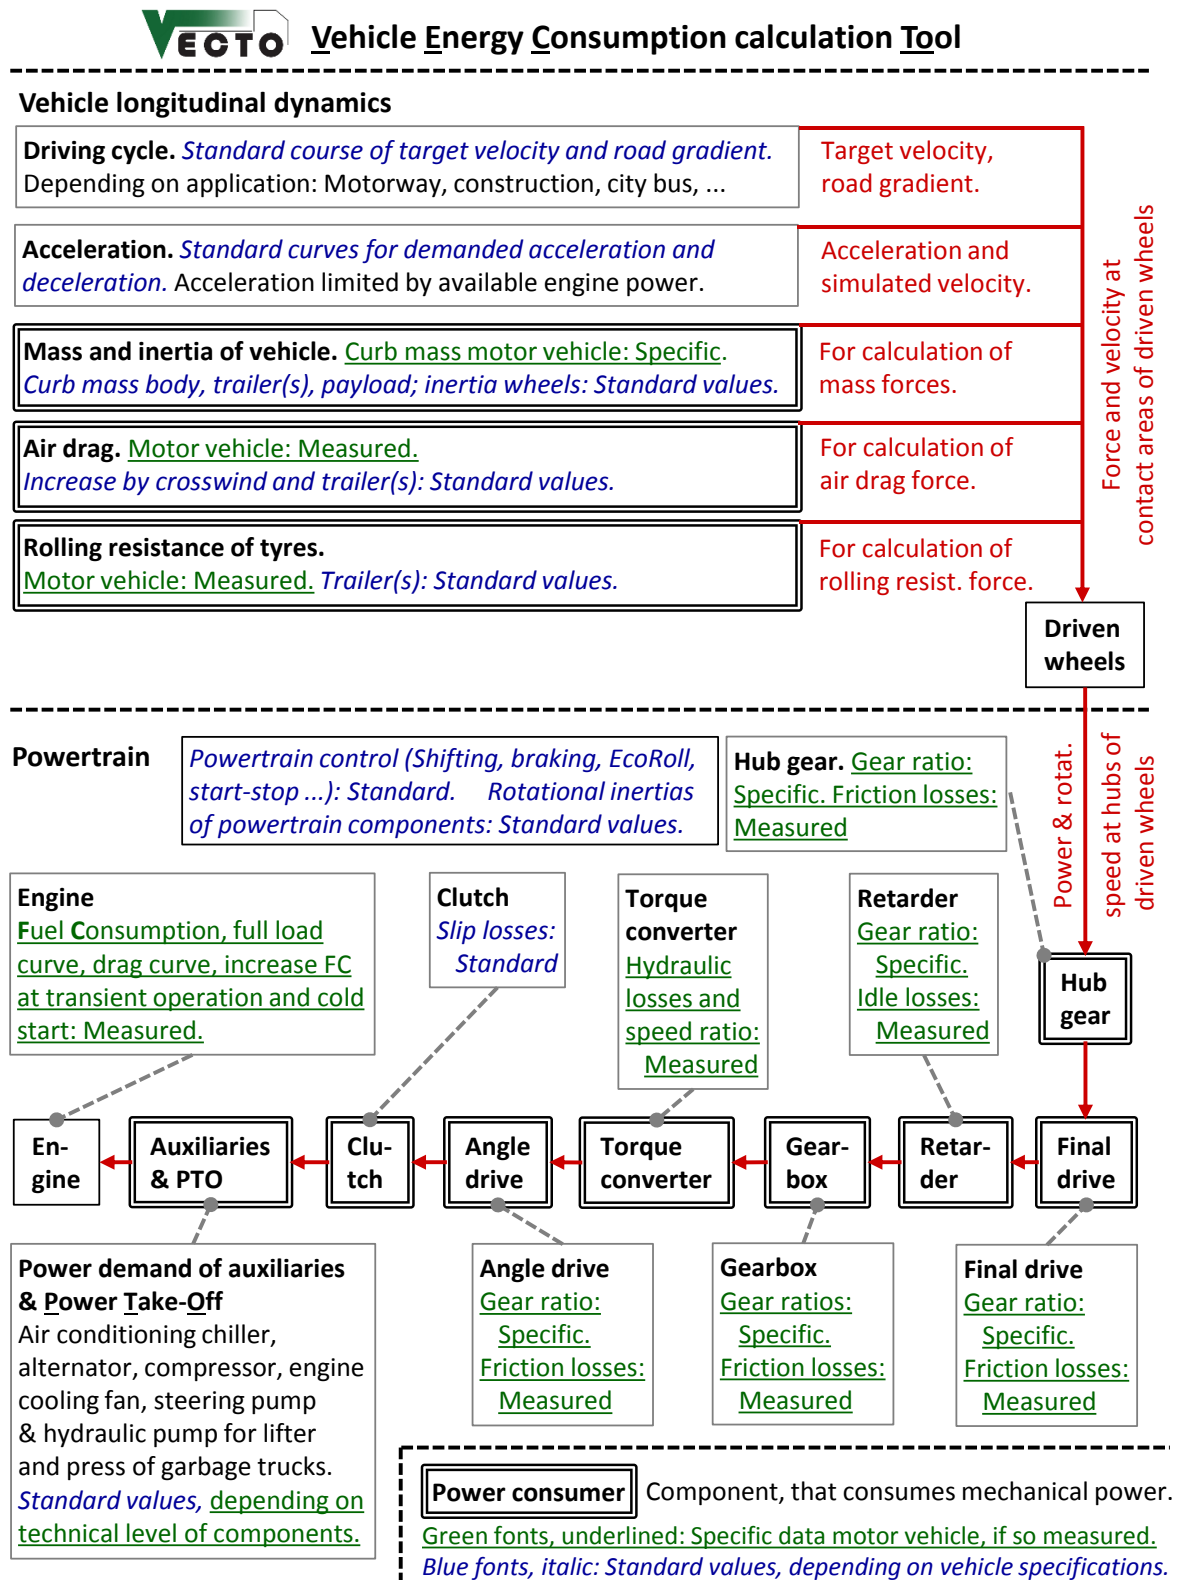 VECTO Vehicle Energy Consumption calculation Tool
Vehicle longitudinal dynamics
Driving cycle. Standard course of target velocity and road gradient.
Depending on application: Motorway, construction, city bus, ...
Target velocity,
road gradient.
Acceleration. Standard curves for demanded acceleration and
deceleration. Acceleration limited by available engine power.
Acceleration and
simulated velocity.
Mass and inertia of vehicle. Curb mass motor vehicle: Specific.
Curb mass body, trailer(s), payload; inertia wheels: Standard values.
For calculation of
mass forces.
Air drag. Motor vehicle: Measured.
Increase by crosswind and trailer(s): Standard values.
For calculation of
air drag force.
Rolling resistance of tyres.
Motor vehicle: Measured. Trailer(s): Standard values.
For calculation of
rolling resist. force.
Force and velocity at
contact areas of driven wheels
Driven
wheels
Powertrain
Powertrain control (Shifting, braking, EcoRoll,
start-stop ...): Standard. Rotational inertias
of powertrain components: Standard values.
Hub gear. Gear ratio:
Specific. Friction losses:
Measured
Power & rotat.
speed at hubs of
driven wheels
Engine
Fuel Consumption, full load
curve, drag curve, increase FC
at transient operation and cold
start: Measured.
Clutch
Slip losses:
Standard
Torque
converter
Hydraulic
losses and
speed ratio:
Measured
Retarder
Gear ratio:
Specific.
Idle losses:
Measured
Hub
gear
En-
gine
Auxiliaries
& PTO
Clu-
tch
Angle
drive
Torque
converter
Gear-
box
Retar-
der
Final
drive
Power demand of auxiliaries
& Power Take-Off
Air conditioning chiller,
alternator, compressor, engine
cooling fan, steering pump
& hydraulic pump for lifter
and press of garbage trucks.
Standard values, depending on
technical level of components.
Angle drive
Gear ratio:
Specific.
Friction losses:
Measured
Gearbox
Gear ratios:
Specific.
Friction losses:
Measured
Final drive
Gear ratio:
Specific.
Friction losses:
Measured
Power consumer Component, that consumes mechanical power.
Green fonts, underlined: Specific data motor vehicle, if so measured.
Blue fonts, italic: Standard values, depending on vehicle specifications.